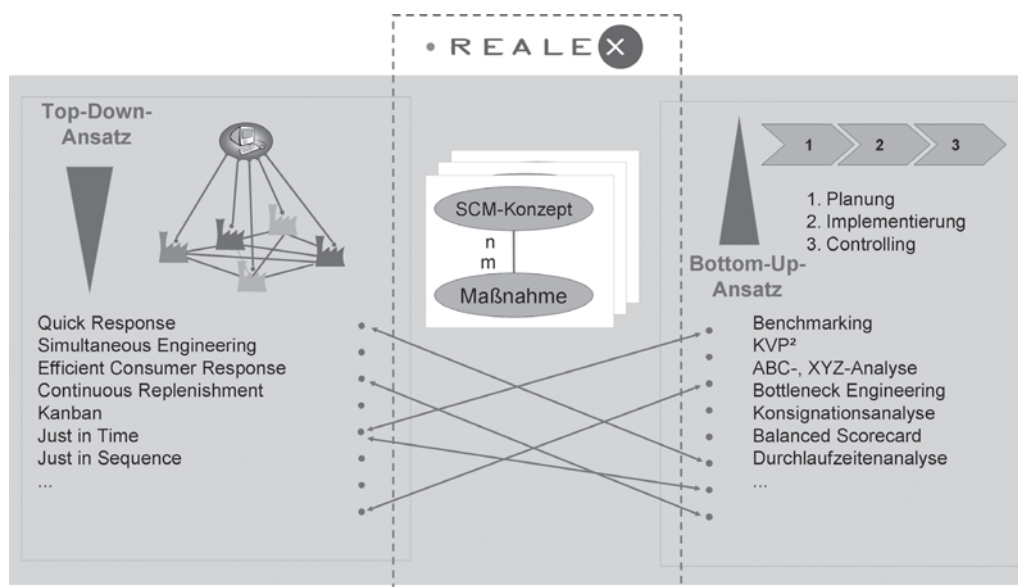 REALEX
Top-Down-
Ansatz
Quick Response
Simultaneous Engineering
Efficient Consumer Response
Continuous Replenishment
Kanban
Just in Time
Just in Sequence
...
SCM-Konzept
n
m
Maßnahme
1 2 3
1. Planung
2. Implementierung
3. Controlling
Bottom-Up-
Ansatz
Benchmarking
KVP²
ABC-, XYZ-Analyse
Bottleneck Engineering
Konsignationsanalyse
Balanced Scorecard
Durchlaufzeitenanalyse
...